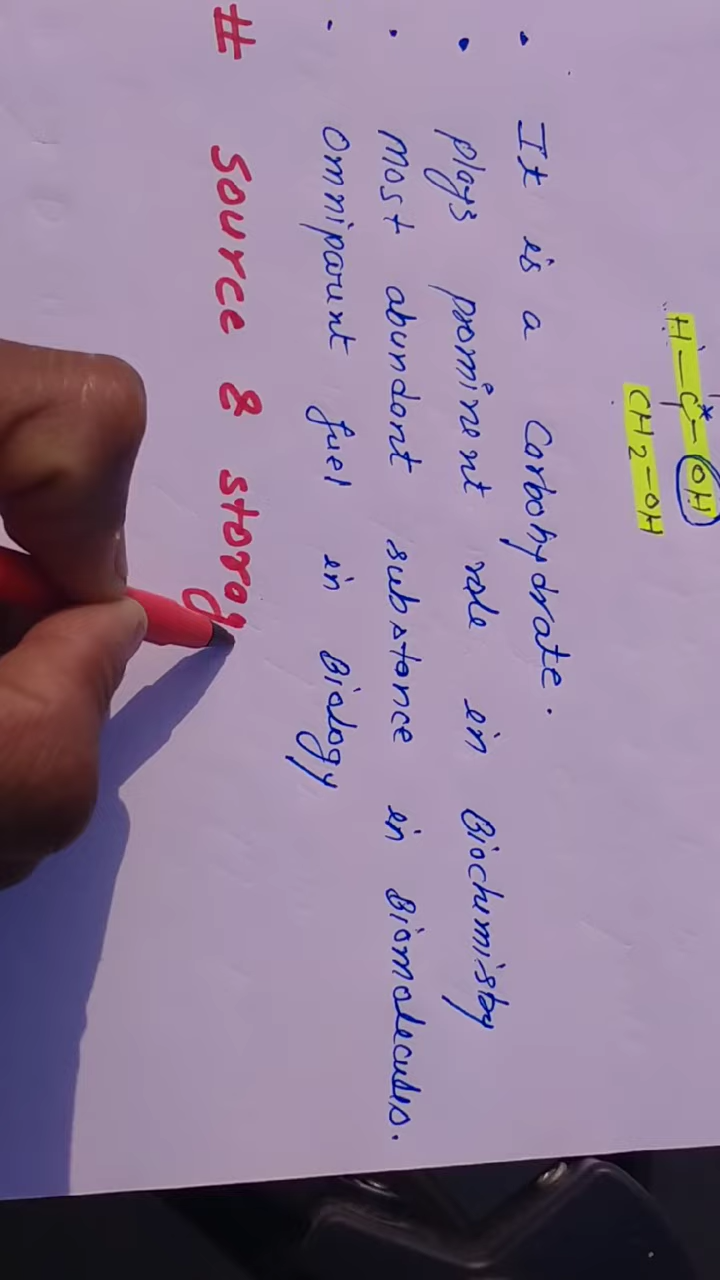 H-C*-OH
CH2-OH
• It is a Carbohydrate.
• plays prominent role in Biochemistry
• most abundant substance in Biomolecules.
• omniparent fuel in Biology
# Source & storag